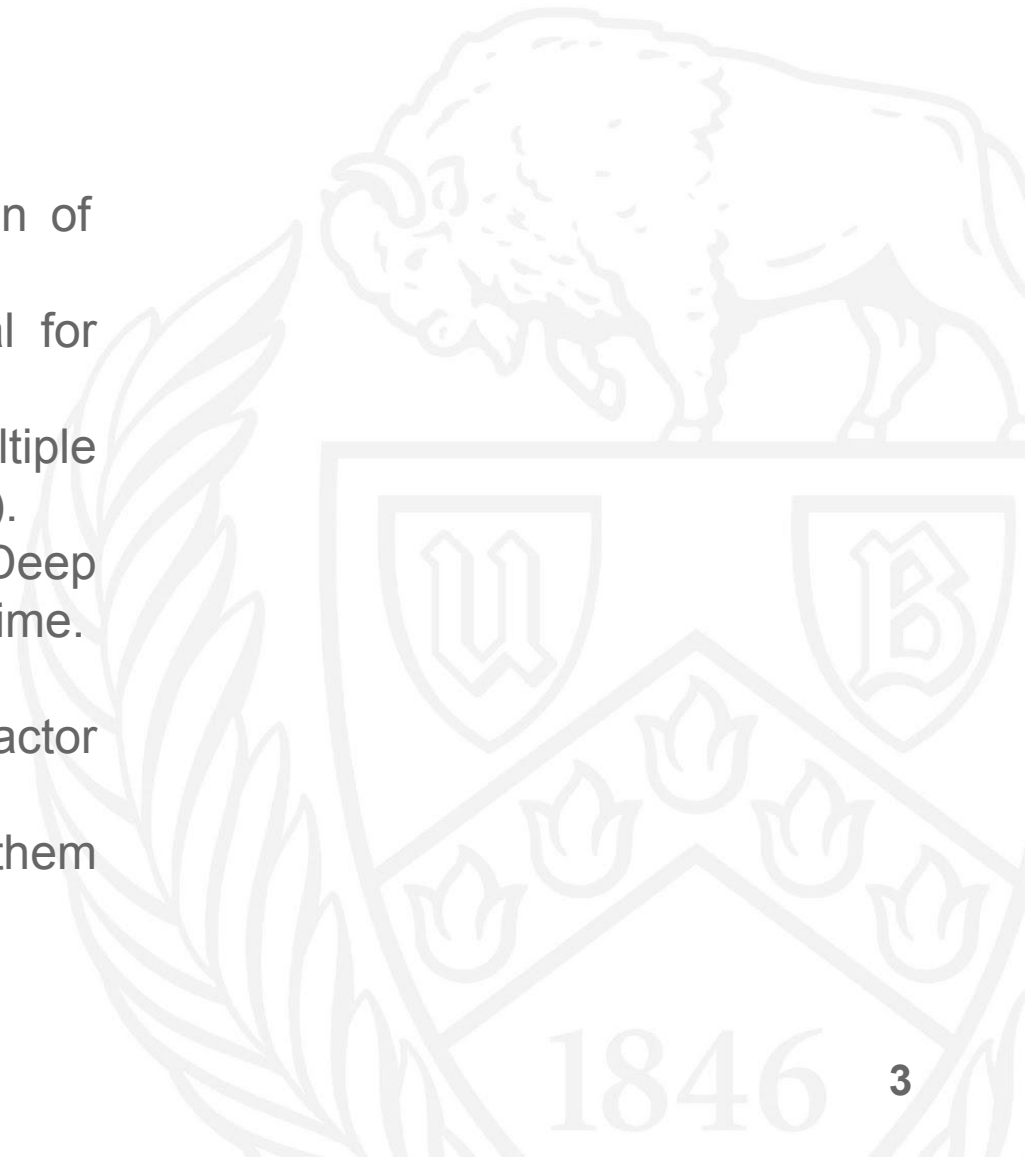 n of
al for
ltiple
).
Deep
ime.
actor
them
U B
1846
3